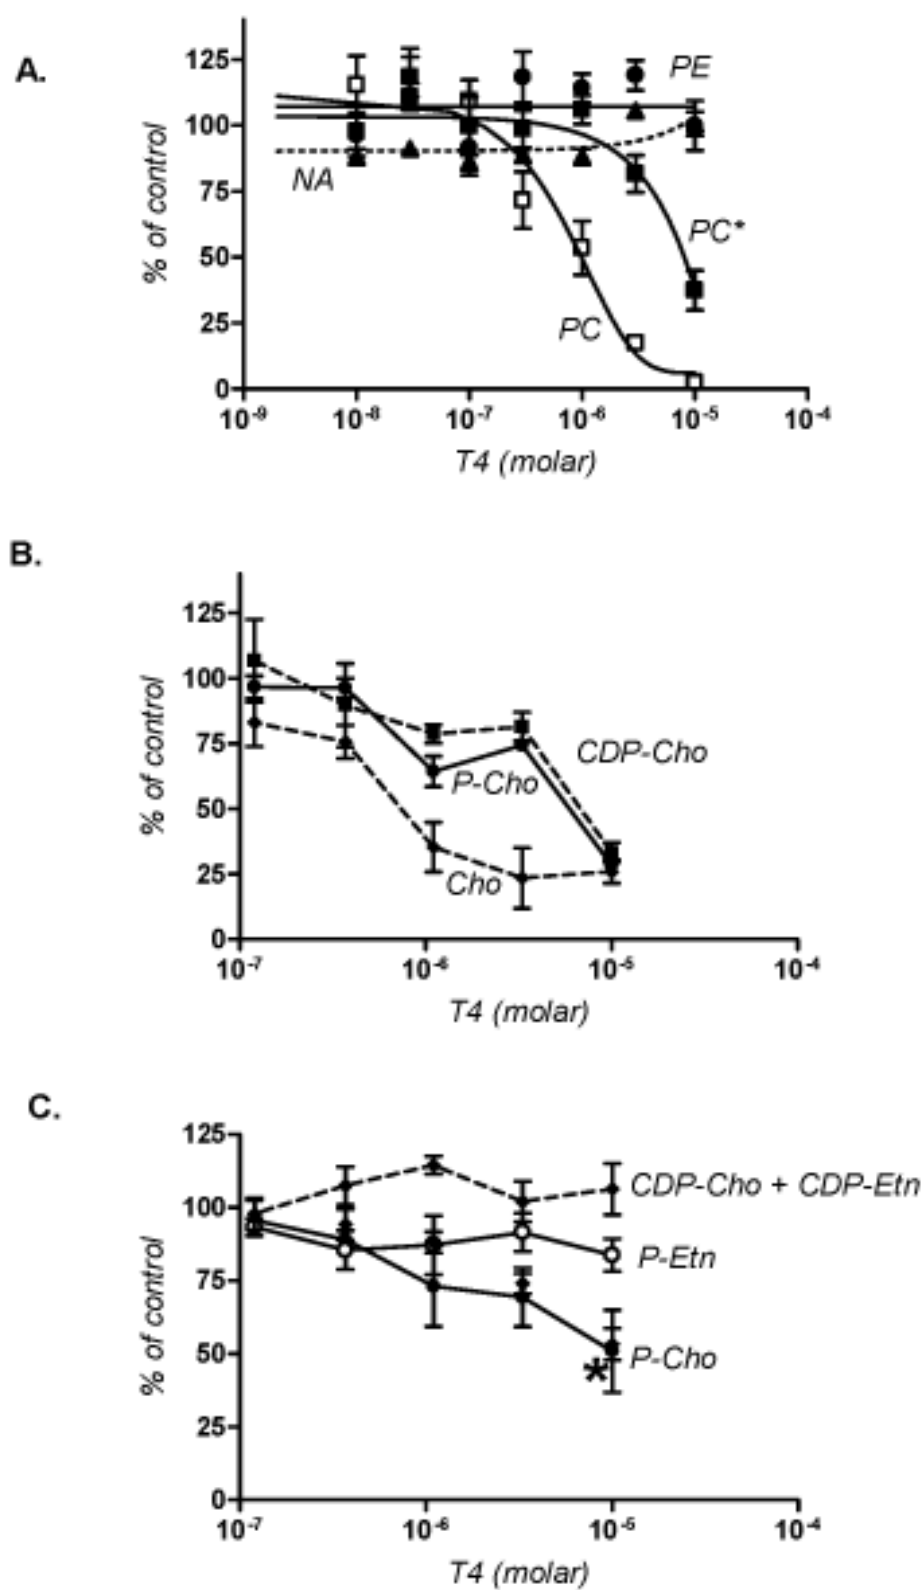 A.
125
100
75
50
25
0
% of control
PE
NA
PC*
PC
10-9 10-8 10-7 10-6 10-5 10-4
T4 (molar)
B.
125
100
75
50
25
0
% of control
CDP-Cho
P-Cho
Cho
10-7 10-6 10-5 10-4
T4 (molar)
C.
125
100
75
50
25
0
% of control
CDP-Cho + CDP-Etn
P-Etn
P-Cho
*
10-7 10-6 10-5 10-4
T4 (molar)